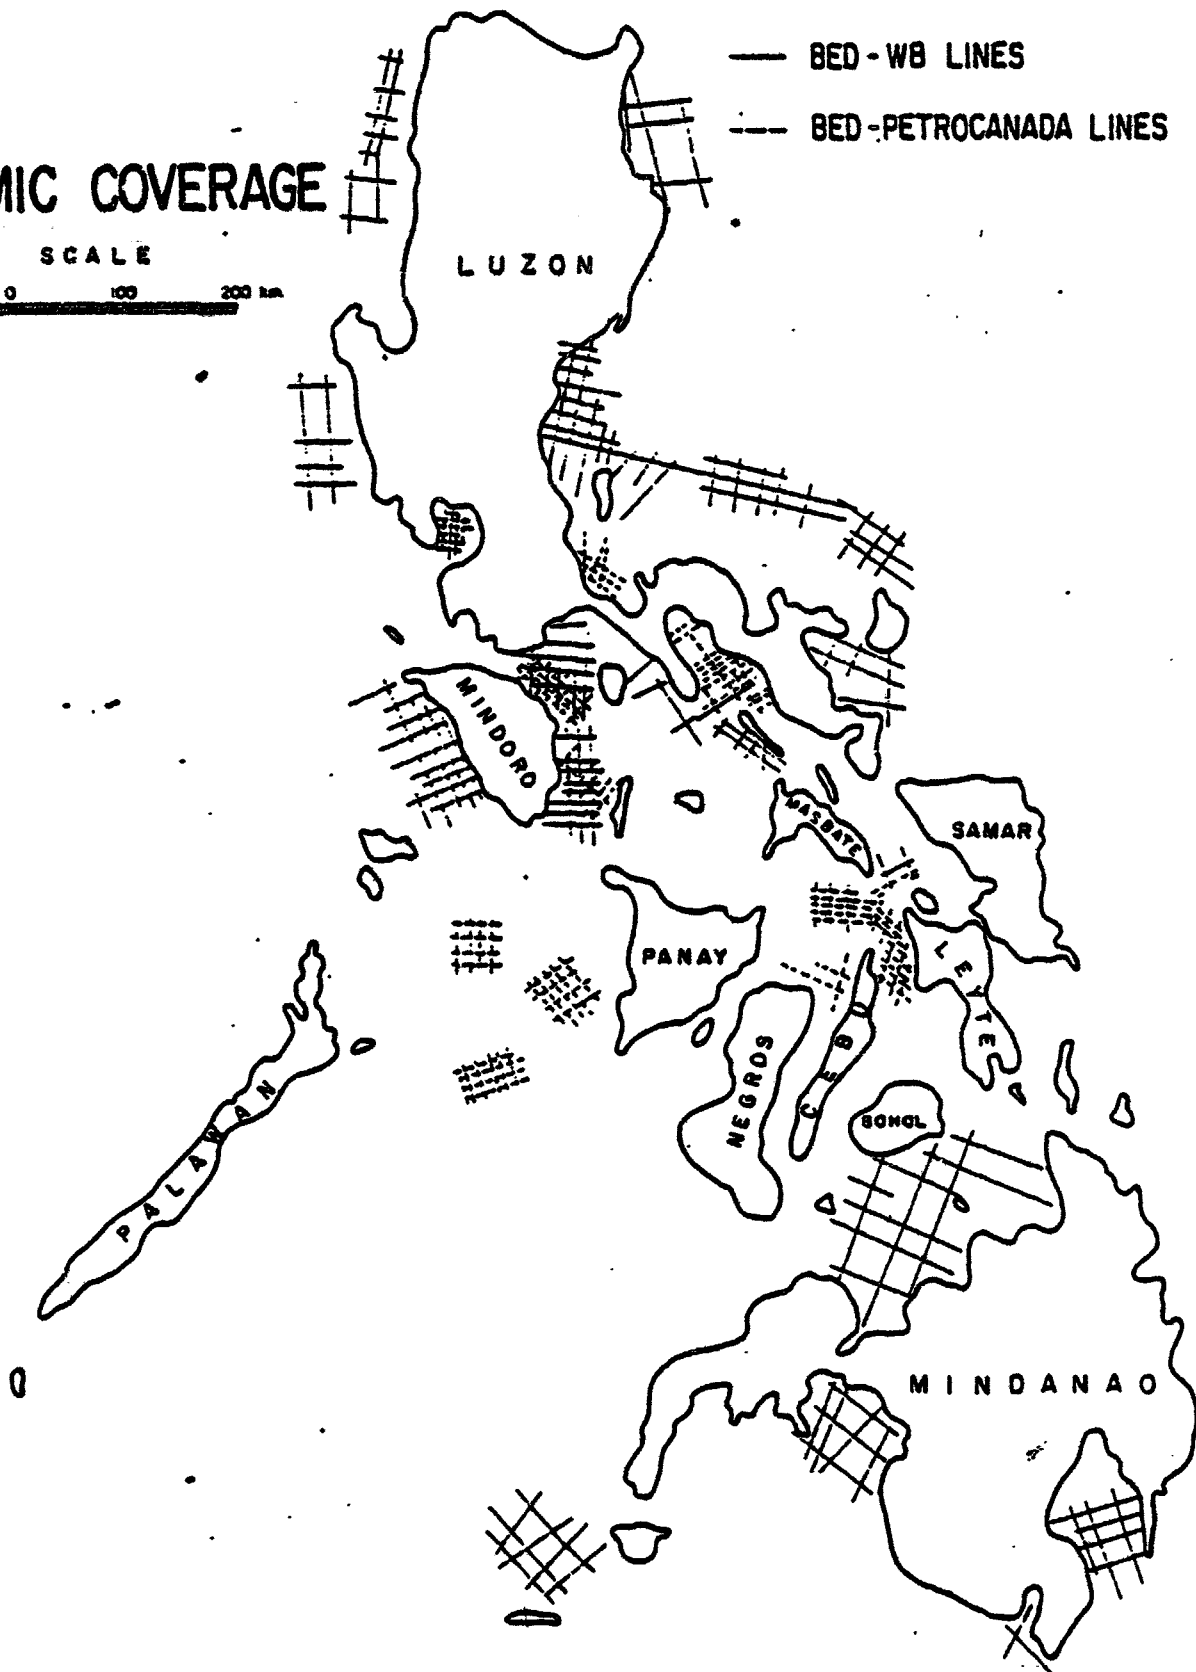 BED-WB LINES
BED-PETROCANADA LINES
MIC COVERAGE
SCALE
0 100 200 km
LUZON
MINDORO
MASBATE
SAMAR
PANAY
LEYTE
CEBU
NEGROS
PALAWAN
BOHOL
MINDANAO